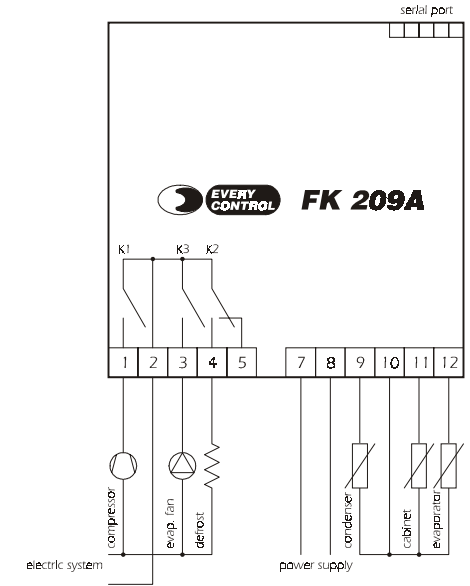 serial port
EVERY
CONTROL
FK 209A
K1 K3 K2
1 2 3 4 5 7 8 9 10 11 12
compressor
evap. fan
defrost
condenser
cabinet
evaporator
electric system
power supply